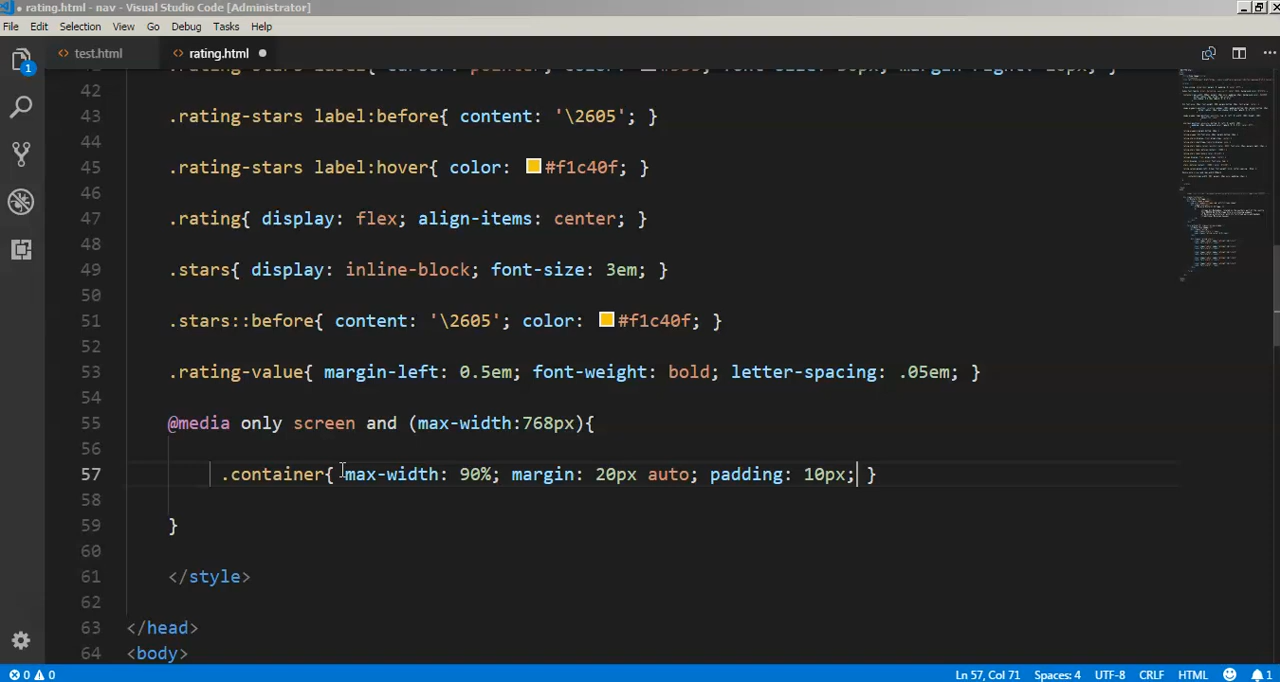 ● rating.html - nav - Visual Studio Code [Administrator]
File Edit Selection View Go Debug Tasks Help
1
<> test.html <> rating.html ●
42
43 .rating-stars label:before{ content: '\2605'; }
44
45 .rating-stars label:hover{ color: #f1c40f; }
46
47 .rating{ display: flex; align-items: center; }
48
49 .stars{ display: inline-block; font-size: 3em; }
50
51 .stars::before{ content: '\2605'; color: #f1c40f; }
52
53 .rating-value{ margin-left: 0.5em; font-weight: bold; letter-spacing: .05em; }
54
55 @media only screen and (max-width:768px){
56
57 .container{ max-width: 90%; margin: 20px auto; padding: 10px; }
58
59 }
60
61 </style>
62
63 </head>
64 <body>
0 0 Ln 57, Col 71 Spaces: 4 UTF-8 CRLF HTML 1